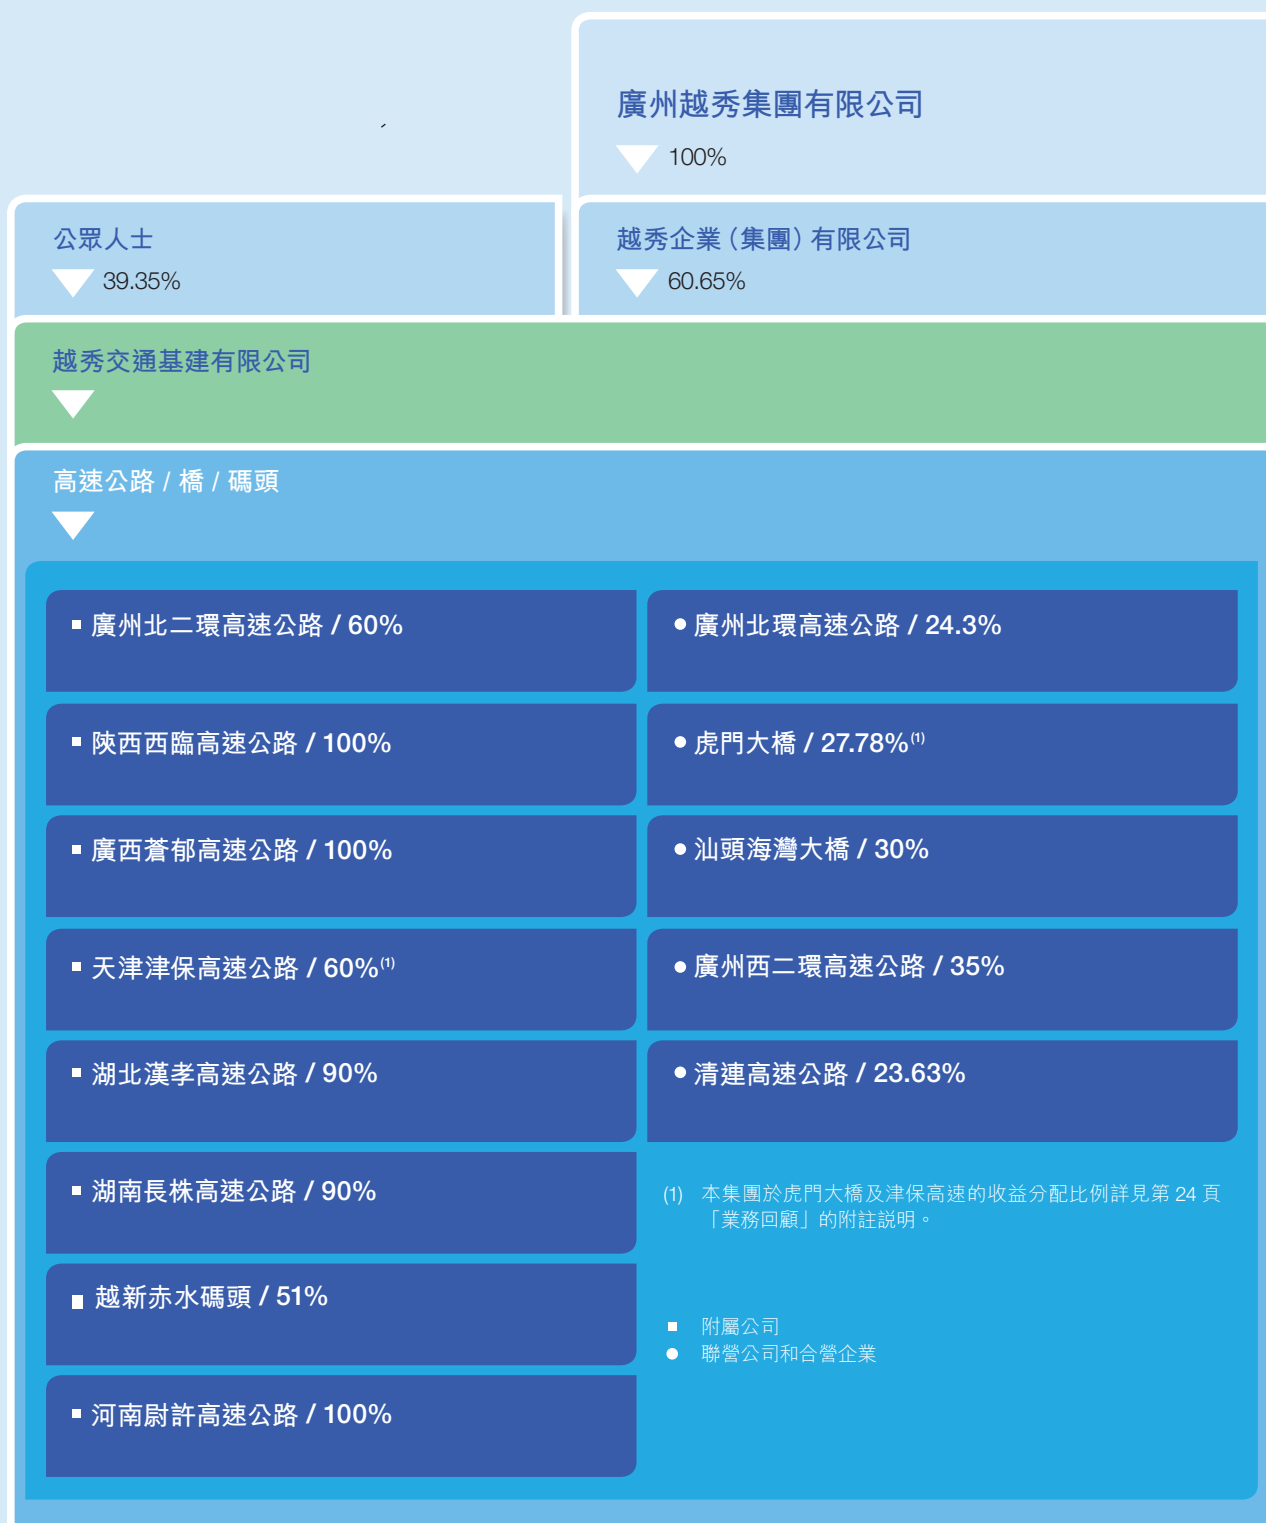 廣州越秀集團有限公司
100%
公眾人士
39.35%
越秀企業（集團）有限公司
60.65%
越秀交通基建有限公司
高速公路 / 橋 / 碼頭
■ 廣州北二環高速公路 / 60%
■ 陝西西臨高速公路 / 100%
■ 廣西蒼郁高速公路 / 100%
■ 天津津保高速公路 / 60%(1)
■ 湖北漢孝高速公路 / 90%
■ 湖南長株高速公路 / 90%
■ 越新赤水碼頭 / 51%
■ 河南尉許高速公路 / 100%
● 廣州北環高速公路 / 24.3%
● 虎門大橋 / 27.78%(1)
● 汕頭海灣大橋 / 30%
● 廣州西二環高速公路 / 35%
● 清連高速公路 / 23.63%
(1) 本集團於虎門大橋及津保高速的收益分配比例詳見第 24 頁
「業務回顧」的附註説明。
■ 附屬公司
● 聯營公司和合營企業